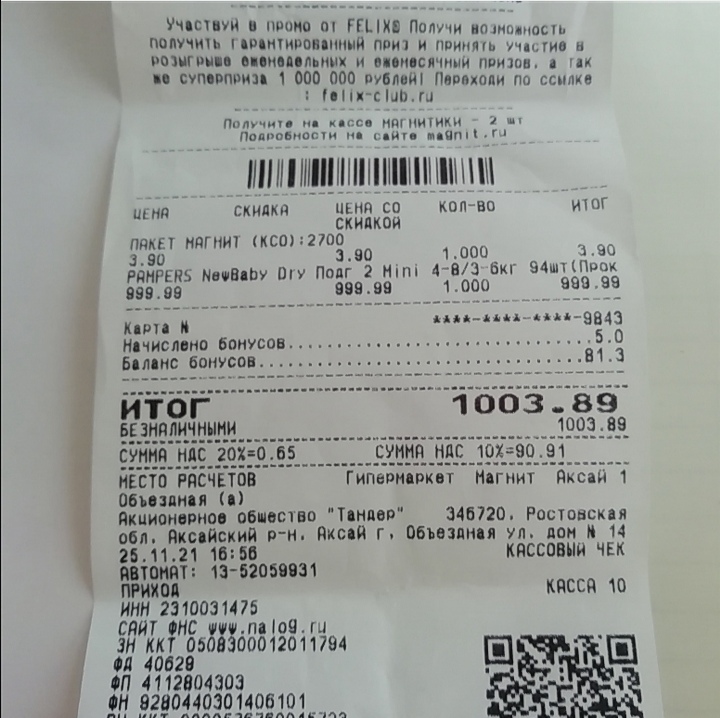 Участвуй в промо от FELIX® Получи возможность
получить гарантированный приз и принять участие в
розыгрыше еженедельных и ежемесячный призов, а так
же суперприза 1 000 000 рублей! Переходи по ссылке
: felix-club.ru
Получите на кассе МАГНИТИКИ - 2 шт
Подробности на сайте magnit.ru
ЦЕНА СКИДКА ЦЕНА СО СКИДКОЙ КОЛ-ВО ИТОГ
ПАКЕТ МАГНИТ (КСО):2700
3.90 3.90 1.000 3.90
PAMPERS NewBaby Dry Подг 2 Mini 4-8/3-6кг 94шт(Прок
999.99 999.99 1.000 999.99
Карта N ****-****-****-9843
Начислено бонусов 5.0
Баланс бонусов 81.3
ИТОГ 1003.89
БЕЗНАЛИЧНЫМИ 1003.89
СУММА НДС 20%=0.65 СУММА НДС 10%=90.91
МЕСТО РАСЧЕТОВ Гипермаркет Магнит Аксай 1
Объездная (а)
Акционерное общество "Тандер" 346720, Ростовская
обл, Аксайский р-н, Аксай г, Объездная ул, дом N 14
25.11.21 16:56 КАССОВЫЙ ЧЕК
АВТОМАТ: 13-52059931
ПРИХОД КАССА 10
ИНН 2310031475
САЙТ ФНС www.nalog.ru
ЗН ККТ 0508300012011794
ФД 40629
ФП 4112804303
ФН 9280440301406101